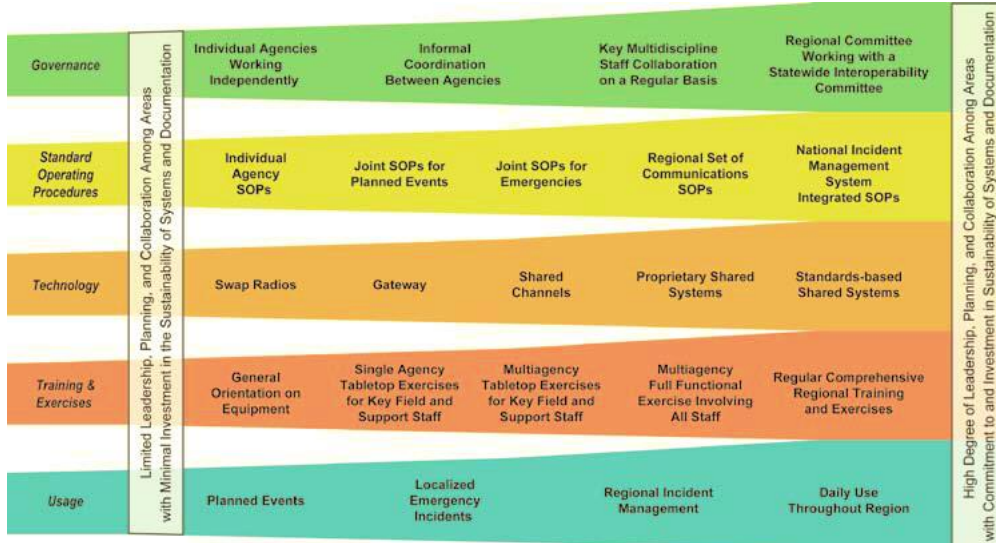 Governance
Limited Leadership, Planning, and Collaboration Among Areas
with Minimal Investment in the Sustainability of Systems and Documentation
Individual Agencies
Working
Independently
Informal
Coordination
Between Agencies
Key Multidiscipline
Staff Collaboration
on a Regular Basis
Regional Committee
Working with a
Statewide Interoperability
Committee
High Degree of Leadership, Planning, and Collaboration Among Areas
with Commitment to and Investment in Sustainability of Systems and Documentation
Standard
Operating
Procedures
Individual
Agency
SOPs
Joint SOPs for
Planned Events
Joint SOPs for
Emergencies
Regional Set of
Communications
SOPs
National Incident
Management
System
Integrated SOPs
Technology
Swap Radios
Gateway
Shared
Channels
Proprietary Shared
Systems
Standards-based
Shared Systems
Training &
Exercises
General
Orientation on
Equipment
Single Agency
Tabletop Exercises
for Key Field and
Support Staff
Multiagency
Tabletop Exercises
for Key Field and
Support Staff
Multiagency
Full Functional
Exercise Involving
All Staff
Regular Comprehensive
Regional Training
and Exercises
Usage
Planned Events
Localized
Emergency
Incidents
Regional Incident
Management
Daily Use
Throughout Region